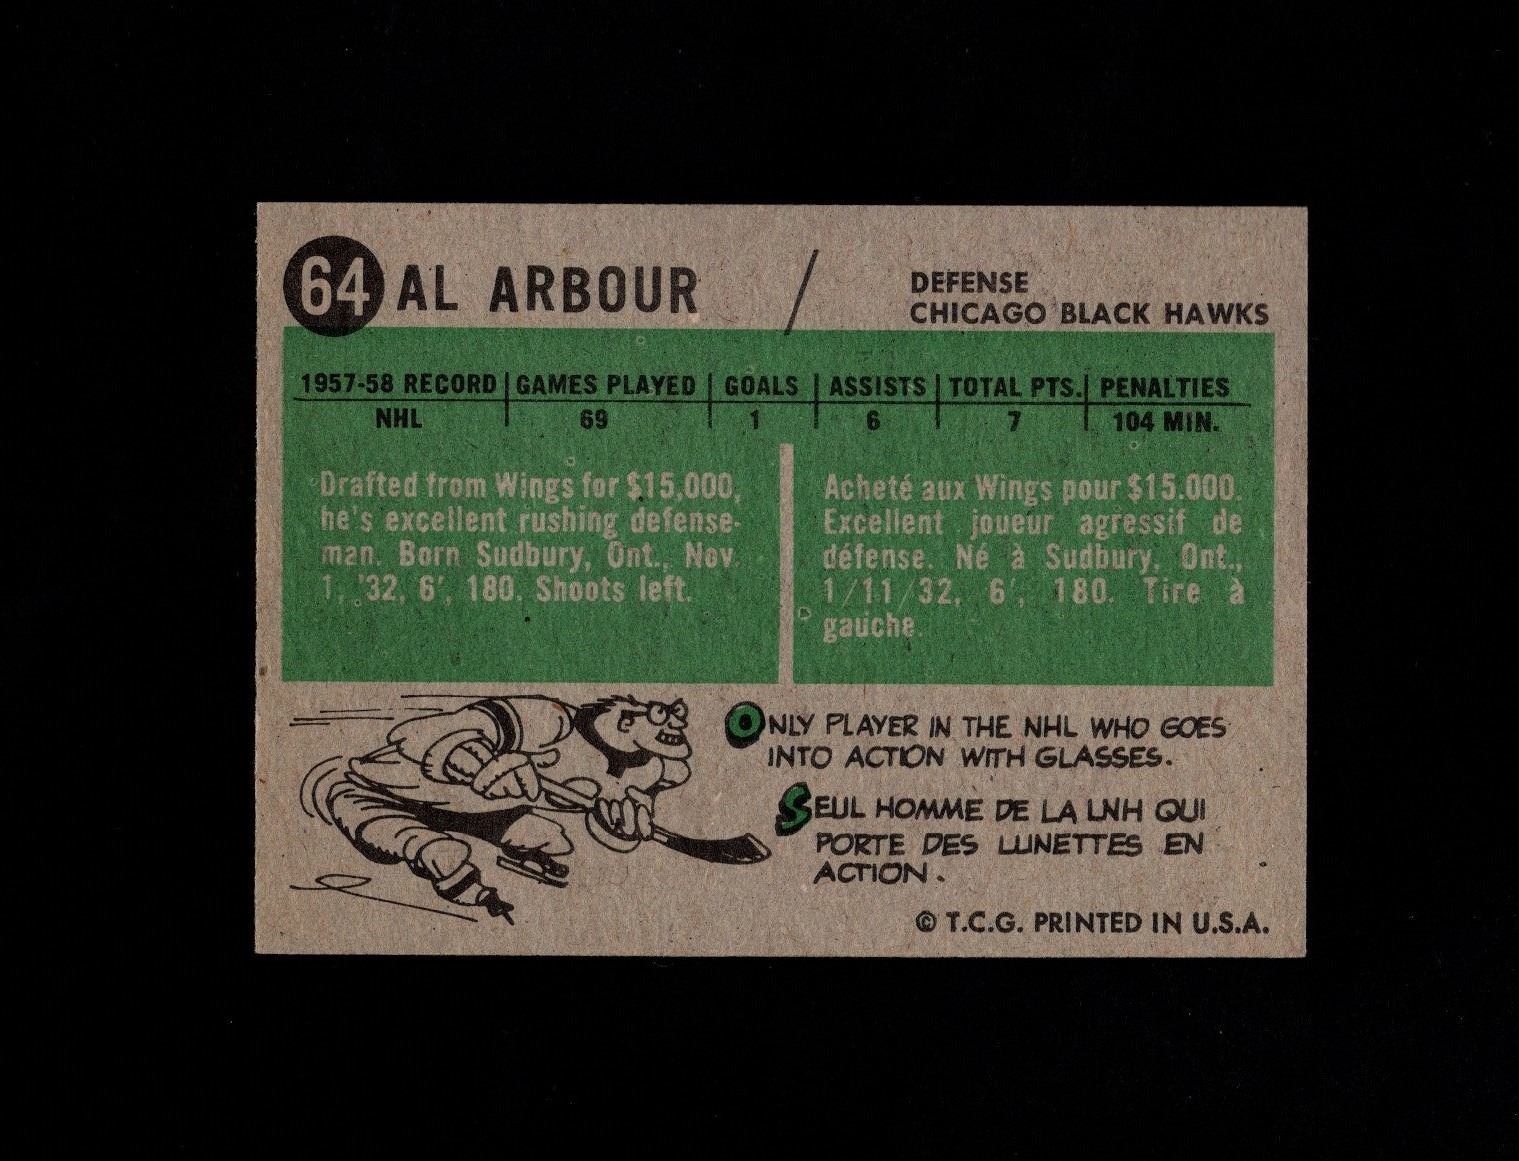 64 AL ARBOUR / DEFENSE
CHICAGO BLACK HAWKS
1957-58 RECORD GAMES PLAYED GOALS ASSISTS TOTAL PTS. PENALTIES
NHL 69 1 6 7 104 MIN.
Drafted from Wings for $15,000,
he's excellent rushing defense-
man. Born Sudbury, Ont., Nov.
1, '32, 6', 180. Shoots left.
Acheté aux Wings pour $15.000.
Excellent joueur agressif de
défense. Né à Sudbury, Ont.,
1/11/32, 6', 180. Tire à
gauche.
ONLY PLAYER IN THE NHL WHO GOES
INTO ACTION WITH GLASSES.
SEUL HOMME DE LA LNH QUI
PORTE DES LUNETTES EN
ACTION.
© T.C.G. PRINTED IN U.S.A.